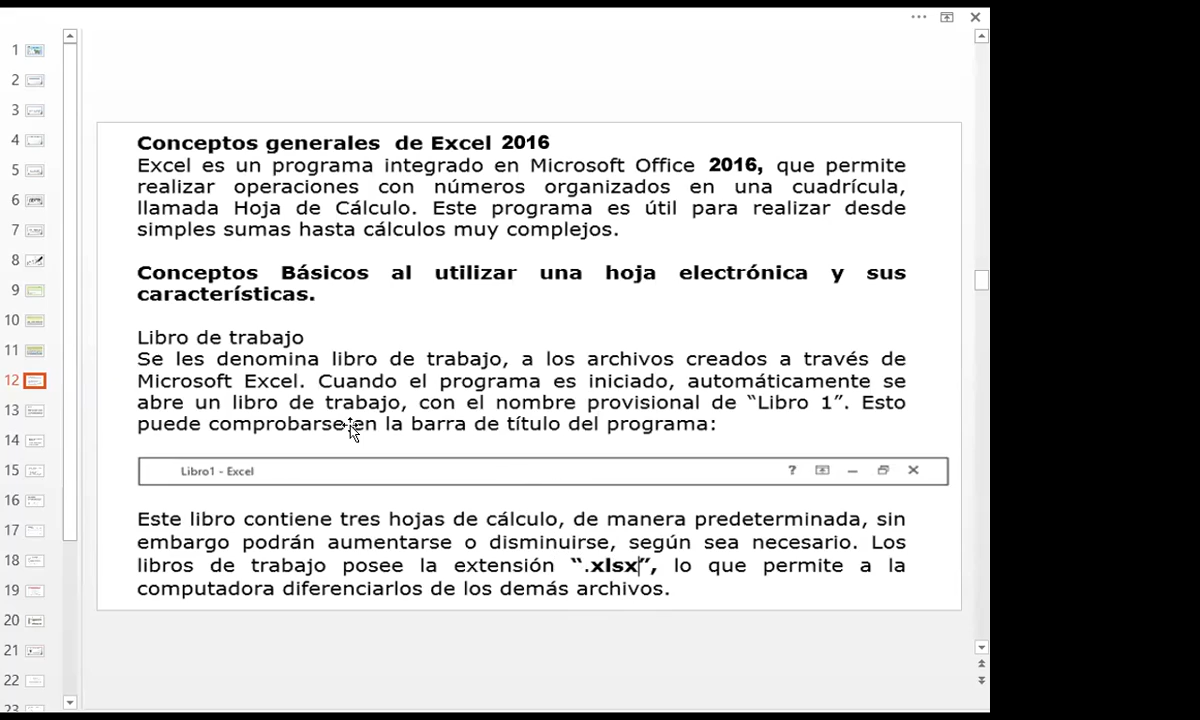 1
2
3
4
5
6
7
8
9
10
11
12
13
14
15
16
17
18
19
20
21
22
23
Conceptos generales de Excel 2016
Excel es un programa integrado en Microsoft Office 2016, que permite
realizar operaciones con números organizados en una cuadrícula,
llamada Hoja de Cálculo. Este programa es útil para realizar desde
simples sumas hasta cálculos muy complejos.
Conceptos Básicos al utilizar una hoja electrónica y sus
características.
Libro de trabajo
Se les denomina libro de trabajo, a los archivos creados a través de
Microsoft Excel. Cuando el programa es iniciado, automáticamente se
abre un libro de trabajo, con el nombre provisional de “Libro 1”. Esto
puede comprobarse en la barra de título del programa:
Libro1 - Excel ?
Este libro contiene tres hojas de cálculo, de manera predeterminada, sin
embargo podrán aumentarse o disminuirse, según sea necesario. Los
libros de trabajo posee la extensión “.xlsx”, lo que permite a la
computadora diferenciarlos de los demás archivos.